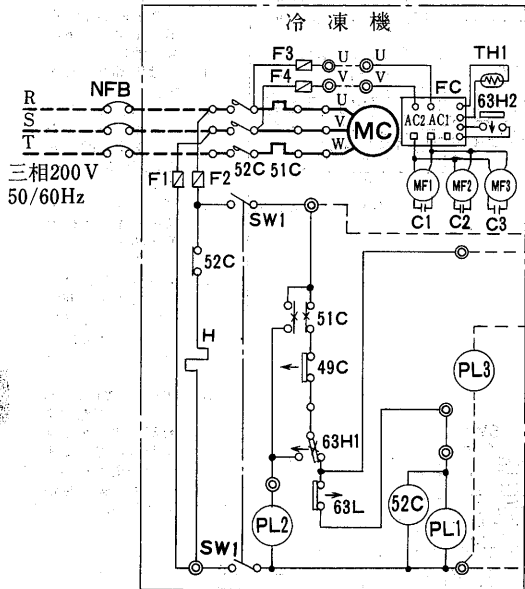 冷凍機
F3 U U
F4 V V
TH1
FC
63H2
NFB
R
S
T
U
V
W
MC
AC2 AC1
三相200V
50/60Hz
F1 F2
52C 51C
MF1 MF2 MF3
C1 C2 C3
SW1
52C
51C
H
49C
PL3
63H1
63L
52C
PL2
PL1
SW1